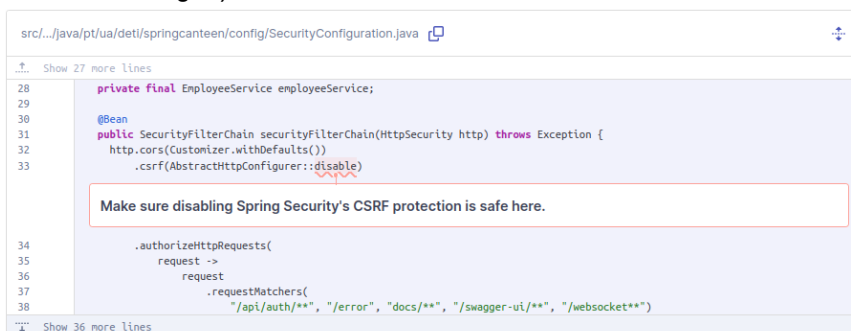 src/.../java/pt/ua/deti/springcanteen/config/SecurityConfiguration.java
Show 27 more lines
28 private final EmployeeService employeeService;
29
30 @Bean
31 public SecurityFilterChain securityFilterChain(HttpSecurity http) throws Exception {
32 http.cors(Customizer.withDefaults())
33 .csrf(AbstractHttpConfigurer::disable)
Make sure disabling Spring Security's CSRF protection is safe here.
34 .authorizeHttpRequests(
35 request ->
36 request
37 .requestMatchers(
38 "/api/auth/**", "/error", "docs/**", "/swagger-ui/**", "/websocket**")
Show 36 more lines